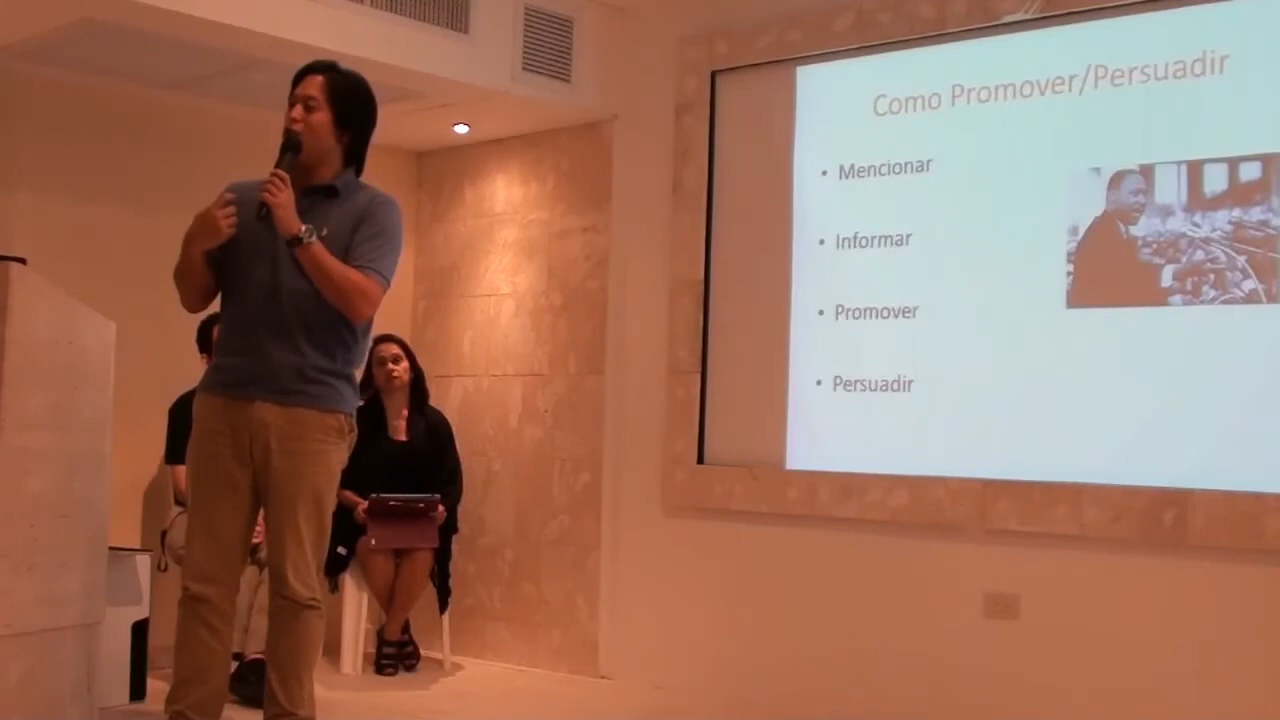 Como Promover/Persuadir
• Mencionar
• Informar
• Promover
• Persuadir